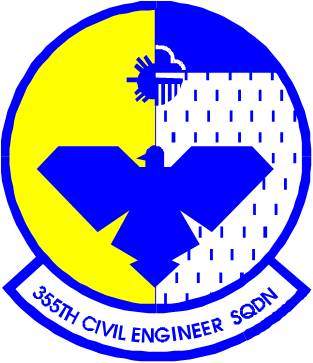 355TH CIVIL ENGINEER SQDN